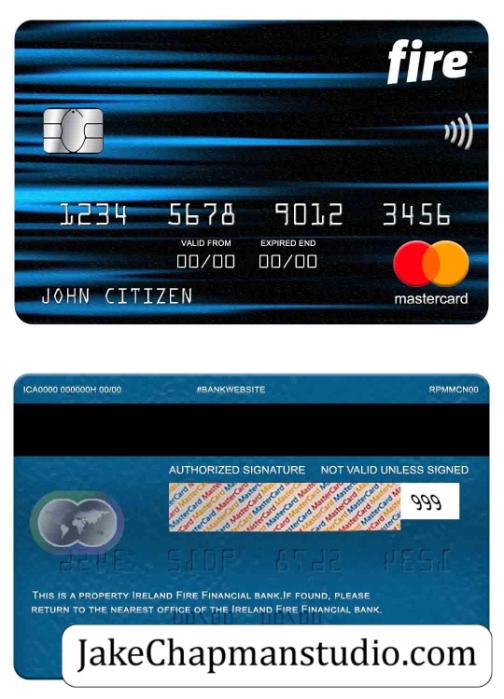 fire
1234 5678 9012 3456
VALID FROM EXPIRED END
00/00 00/00
JOHN CITIZEN
mastercard
ICA0000 000000H 00/00 #BANKWEBSITE RPMMCN00
AUTHORIZED SIGNATURE NOT VALID UNLESS SIGNED
MasterCard MasterCard MasterCard
999
THIS IS A PROPERTY IRELAND FIRE FINANCIAL BANK.IF FOUND, PLEASE
RETURN TO THE NEAREST OFFICE OF THE IRELAND FIRE FINANCIAL BANK.
JakeChapmanstudio.com